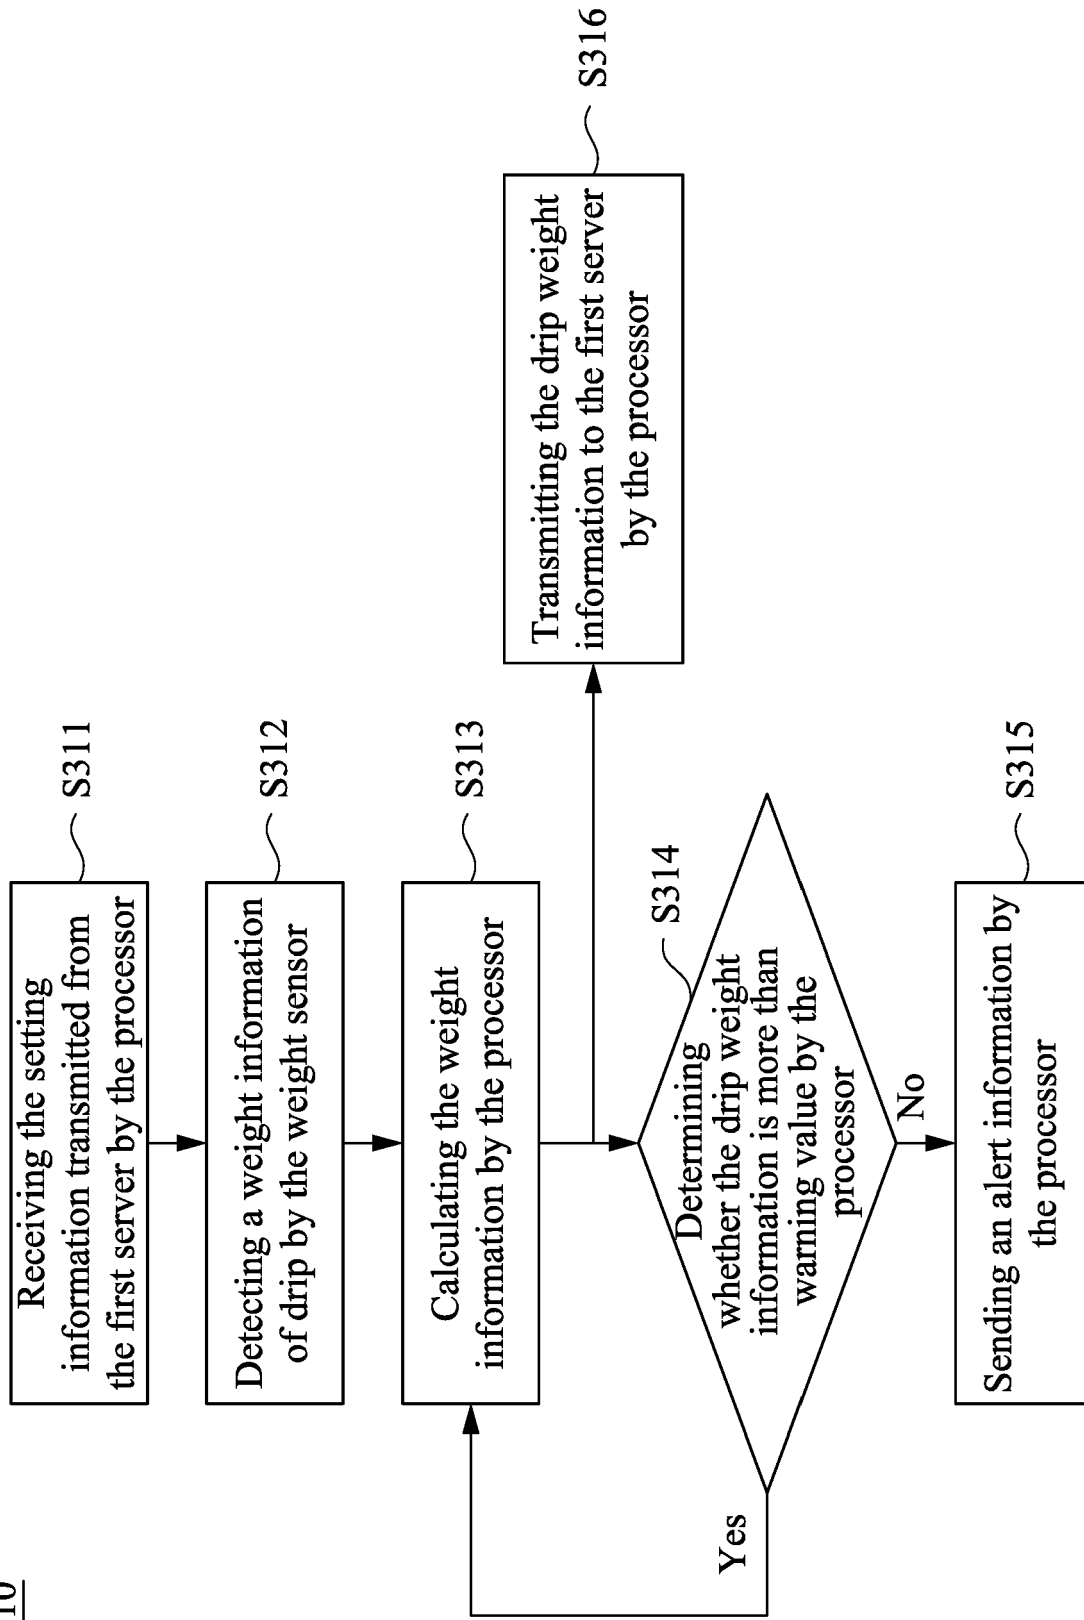 10
Receiving the setting
information transmitted from
the first server by the processor
S311
Detecting a weight information
of drip by the weight sensor
S312
Calculating the weight
information by the processor
S313
Determining
whether the drip weight
information is more than
warning value by the
processor
S314
Yes
No
Sending an alert information by
the processor
S315
Transmitting the drip weight
information to the first server
by the processor
S316